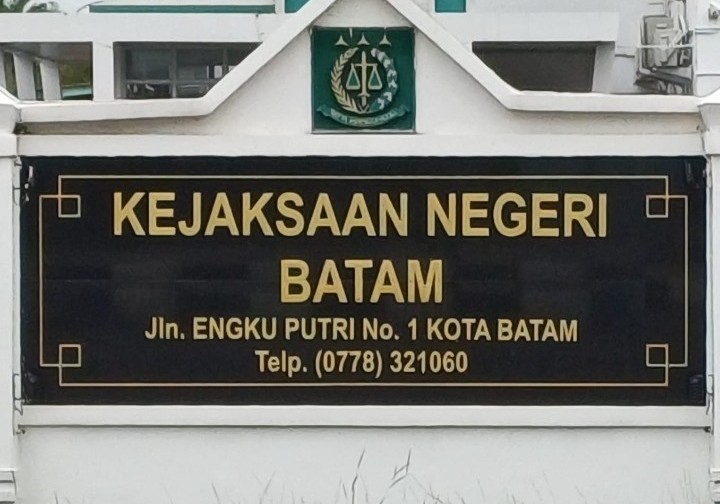 KEJAKSAAN NEGERI
BATAM
Jln. ENGKU PUTRI No. 1 KOTA BATAM
Telp. (0778) 321060